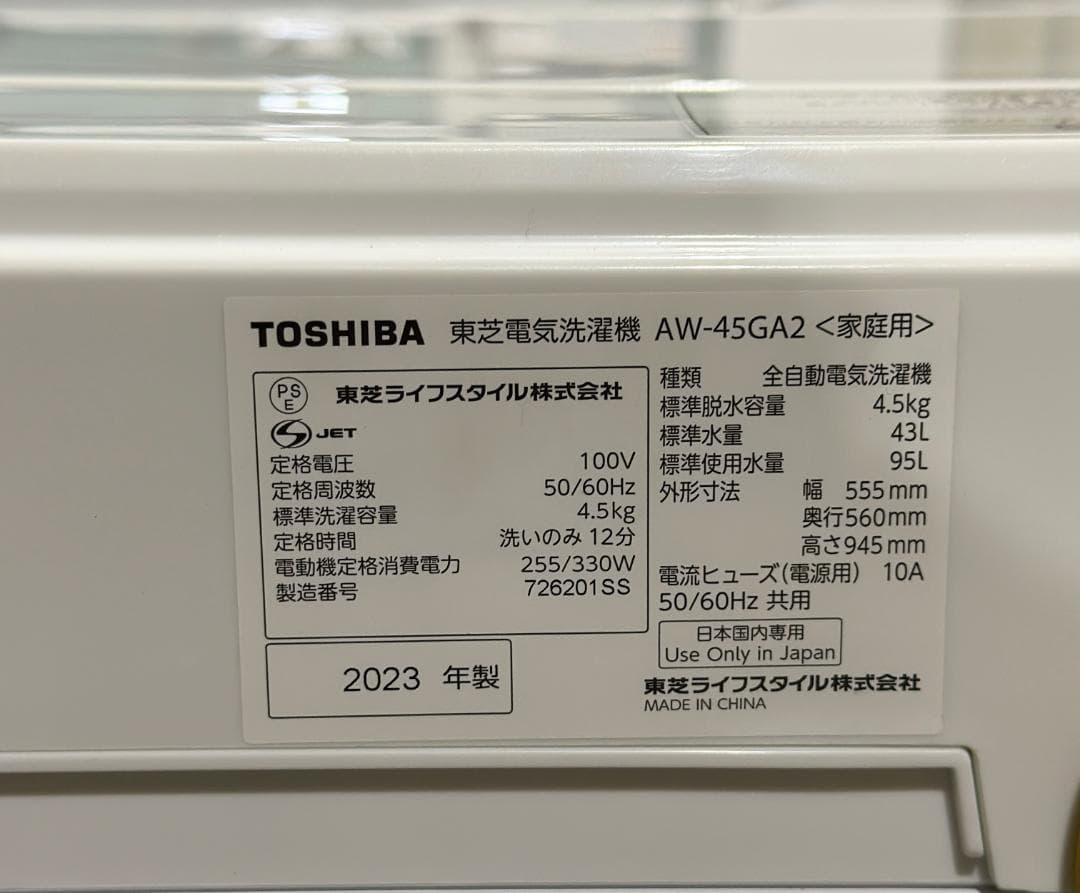 TOSHIBA 東芝電気洗濯機 AW-45GA2 <家庭用>
PS
E
東芝ライフスタイル株式会社
JET
定格電圧 100V
定格周波数 50/60Hz
標準洗濯容量 4.5kg
定格時間 洗いのみ 12分
電動機定格消費電力 255/330W
製造番号 726201SS
2023 年製
種類 全自動電気洗濯機
標準脱水容量 4.5kg
標準水量 43L
標準使用水量 95L
外形寸法 幅 555mm
奥行560mm
高さ945mm
電流ヒューズ(電源用) 10A
50/60Hz 共用
日本国内専用
Use Only in Japan
東芝ライフスタイル株式会社
MADE IN CHINA